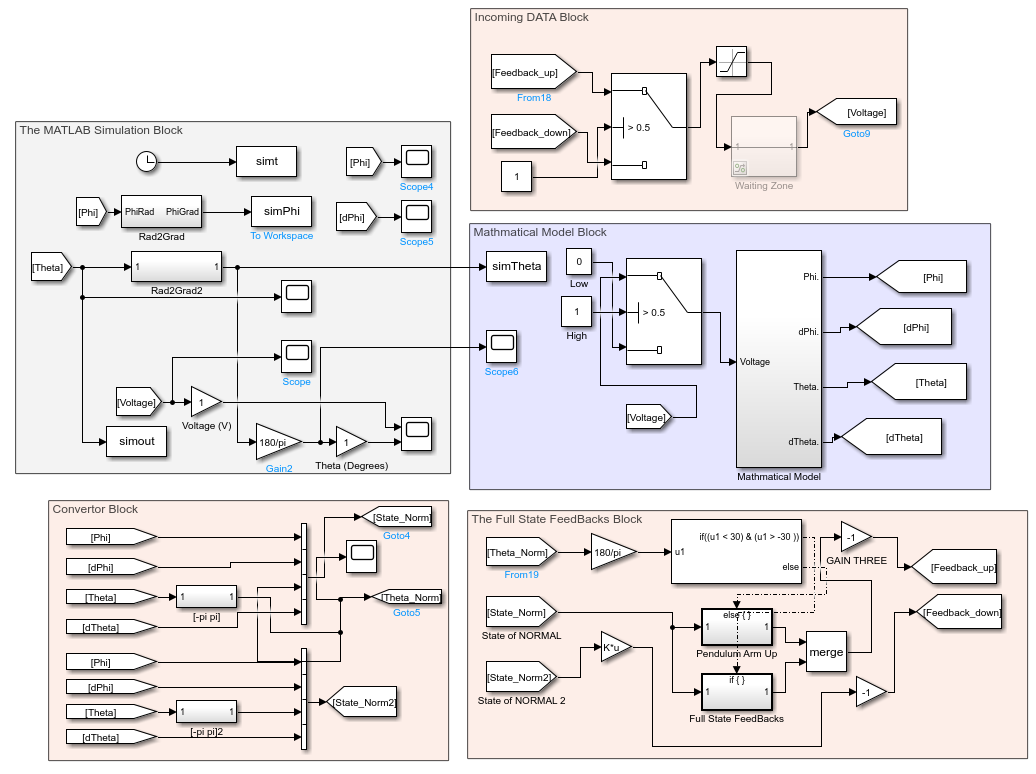 Incoming DATA Block
[Feedback_up]
From18
[Feedback_down]
1
> 0.5
1
1
Waiting Zone
[Voltage]
Goto9
The MATLAB Simulation Block
simt
[Phi]
Scope4
[Phi]
PhiRad
PhiGrad
Rad2Grad
simPhi
To Workspace
[dPhi]
Scope5
[Theta]
1
1
Rad2Grad2
Scope
[Voltage]
1
Voltage (V)
simout
180/pi
Gain2
1
Theta (Degrees)
Mathmatical Model Block
simTheta
Scope6
0
Low
1
High
> 0.5
[Voltage]
Voltage
Phi.
dPhi.
Theta.
dTheta.
Mathmatical Model
[Phi]
[dPhi]
[Theta]
[dTheta]
Convertor Block
[Phi]
[dPhi]
[Theta]
1
1
[-pi pi]
[dTheta]
[Phi]
[dPhi]
[Theta]
1
1
[-pi pi]2
[dTheta]
[State_Norm]
Goto4
[Theta_Norm]
Goto5
[State_Norm2]
The Full State FeedBacks Block
[Theta_Norm]
From19
180/pi
u1
if((u1 < 30) & (u1 > -30 ))
else
-1
GAIN THREE
[Feedback_up]
[State_Norm]
State of NORMAL
K*u
else { }
1
1
Pendulum Arm Up
merge
[Feedback_down]
[State_Norm2]
State of NORMAL 2
if { }
1
1
Full State FeedBacks
-1